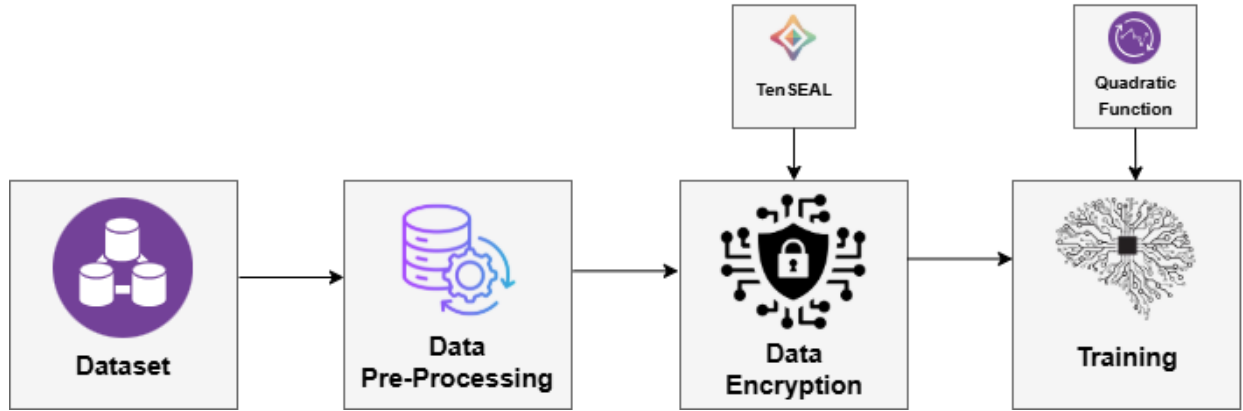 TenSEAL
Quadratic
Function
Dataset
Data
Pre-Processing
Data
Encryption
Training